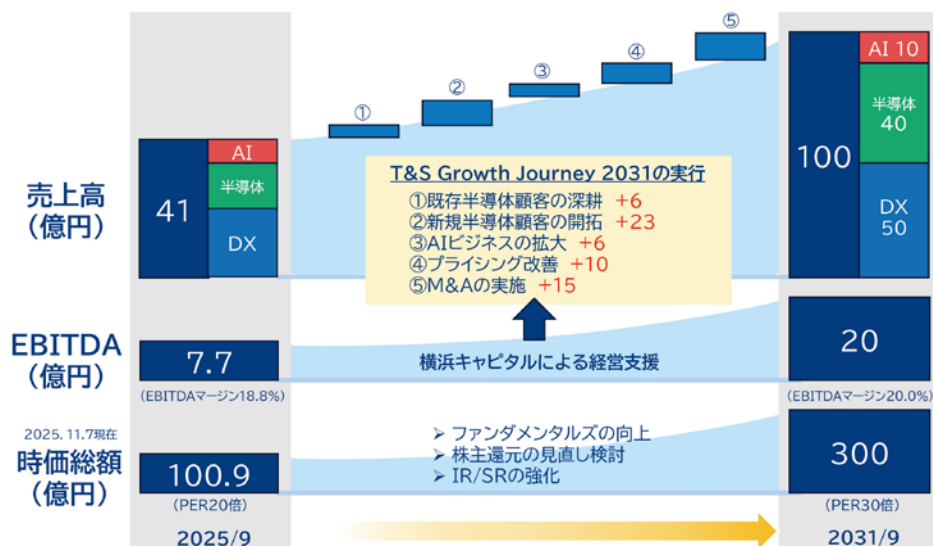 売上高
(億円)
41
AI
半導体
DX
①
②
③
④
⑤
T&S Growth Journey 2031の実行
①既存半導体顧客の深耕 +6
②新規半導体顧客の開拓 +23
③AIビジネスの拡大 +6
④プライシング改善 +10
⑤M&Aの実施 +15
100
AI 10
半導体
40
DX
50
EBITDA
(億円)
7.7
(EBITDAマージン18.8%)
横浜キャピタルによる経営支援
20
(EBITDAマージン20.0%)
2025.11.7現在
時価総額
(億円)
100.9
(PER20倍)
➢ ファンダメンタルズの向上
➢ 株主還元の見直し検討
➢ IR/SRの強化
300
(PER30倍)
2025/9
2031/9